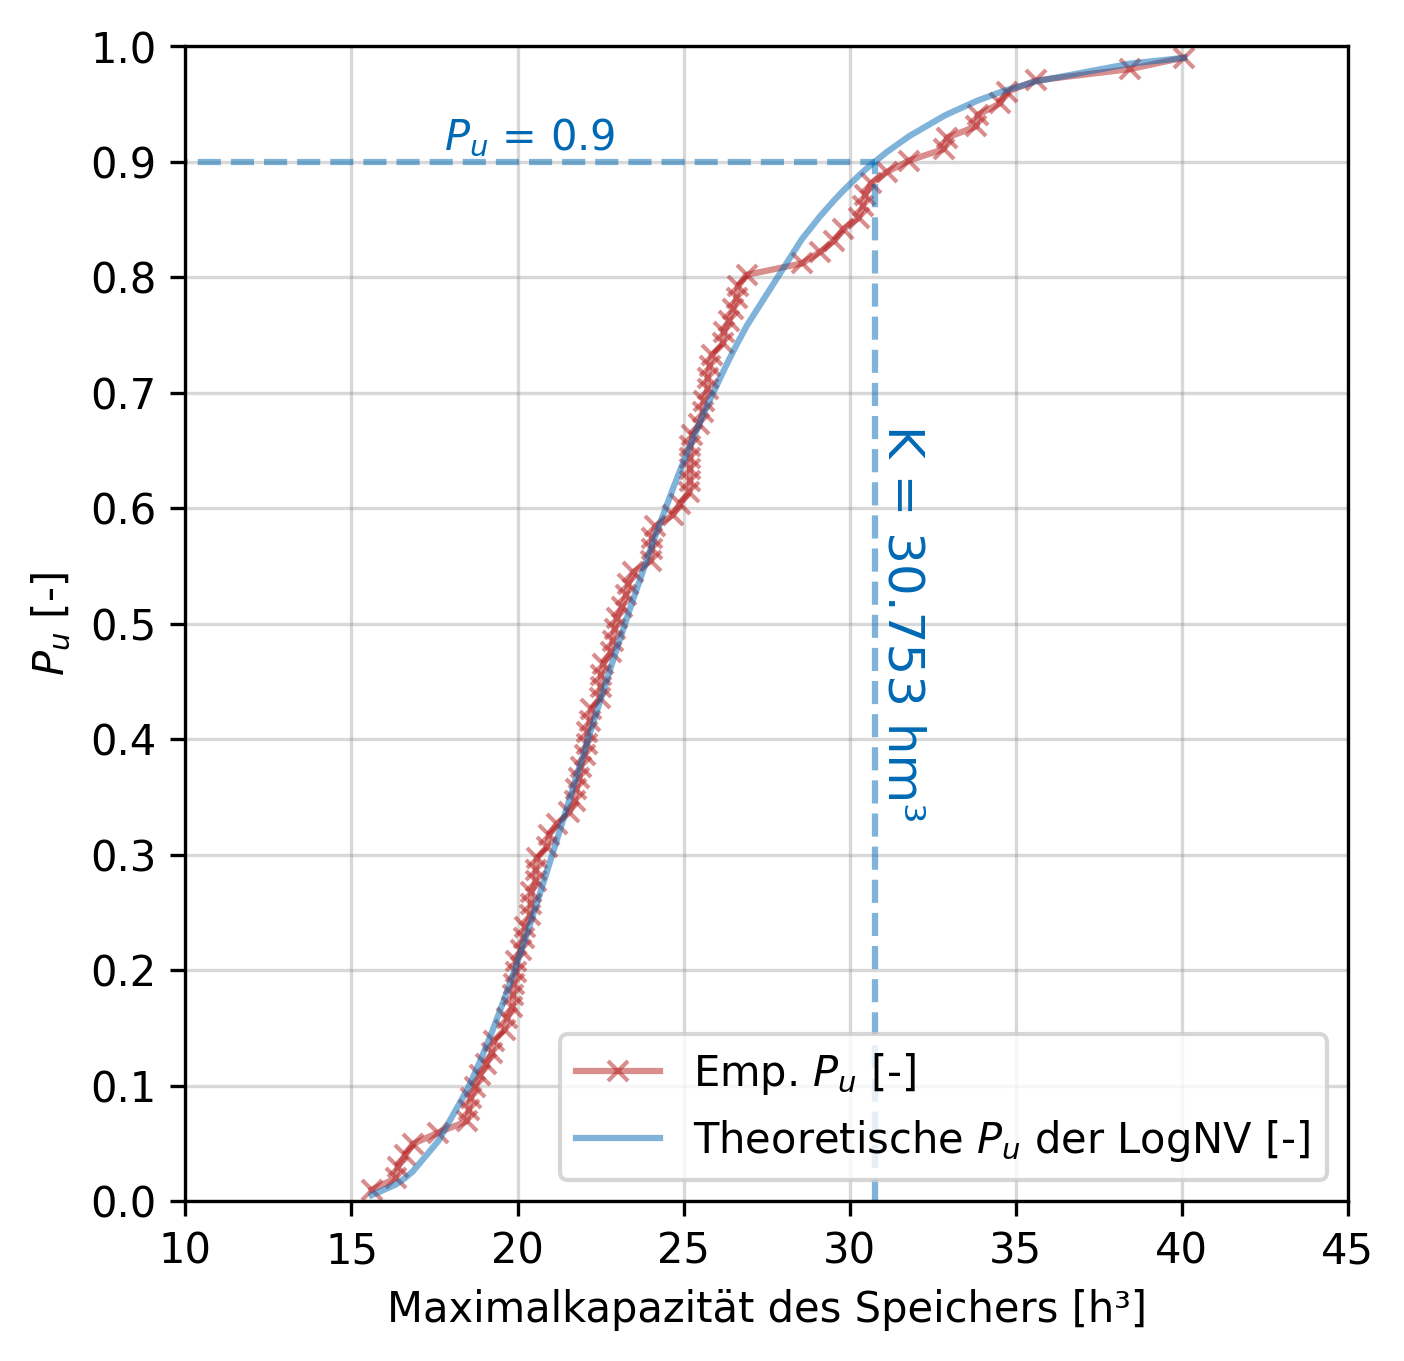 1.0
0.9
0.8
0.7
0.6
0.5
0.4
0.3
0.2
0.1
0.0
P_u [-]
P_u = 0.9
K = 30.753 hm³
Emp. P_u [-]
Theoretische P_u der LogNV [-]
10 15 20 25 30 35 40 45
Maximalkapazität des Speichers [h³]